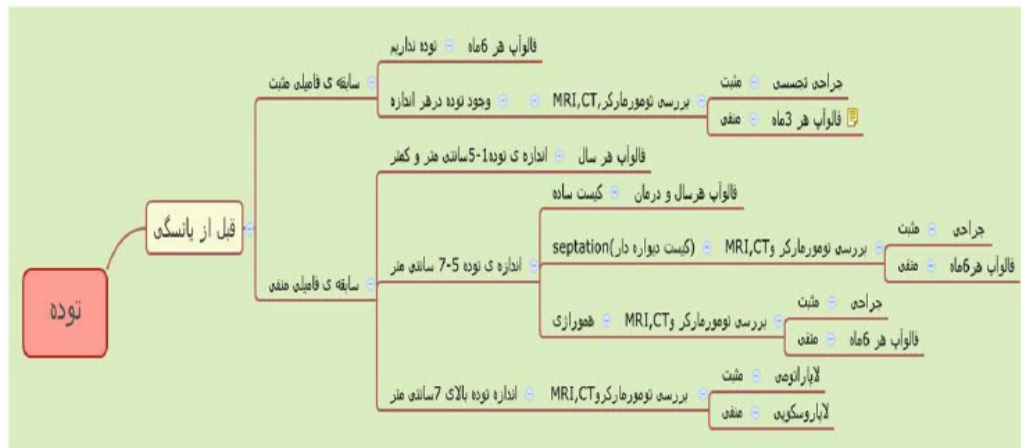 توده
قبل از یائسگی
سابقه ی فامیلی مثبت
توده نداریم
فالوآپ هر 6ماه
وجود توده درهر اندازه
بررسی تومورمارکر,MRI,CT
مثبت
جراحی تجسسی
منفی
فالوآپ هر 3ماه
سابقه ی فامیلی منفی
اندازه ی توده1-5سانتی متر و کمتر
فالوآپ هر سال
اندازه ی توده 5-7 سانتی متر
کیست ساده
فالوآپ هرسال و درمان
septation(کیست دیواره دار)
بررسی تومورمارکر وMRI,CT
مثبت
جراحی
منفی
فالوآپ هر6ماه
هموراژی
بررسی تومورمارکر وMRI,CT
مثبت
جراحی
منفی
فالوآپ هر 6ماه
اندازه توده بالای 7سانتی متر
بررسی تومورمارکروMRI,CT
مثبت
لاپاراتومی
منفی
لاپاروسکوپی